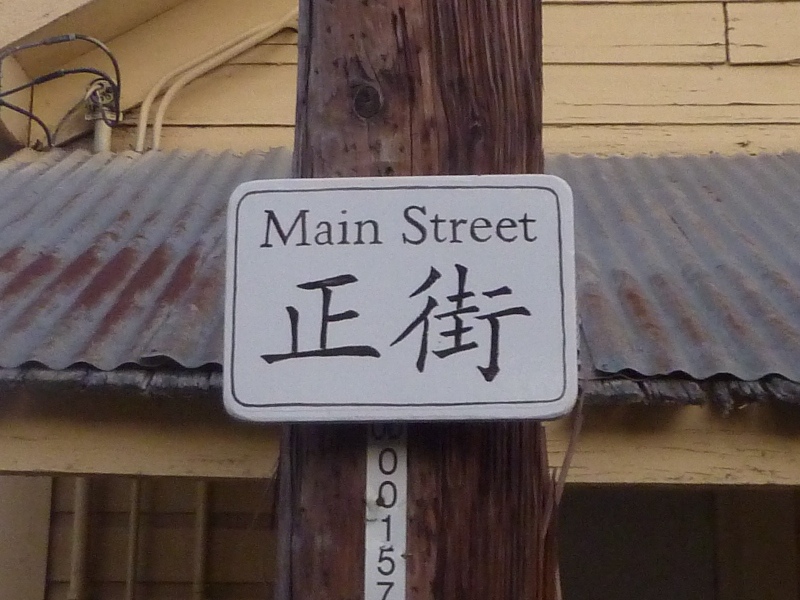 Main Street
正街
00157